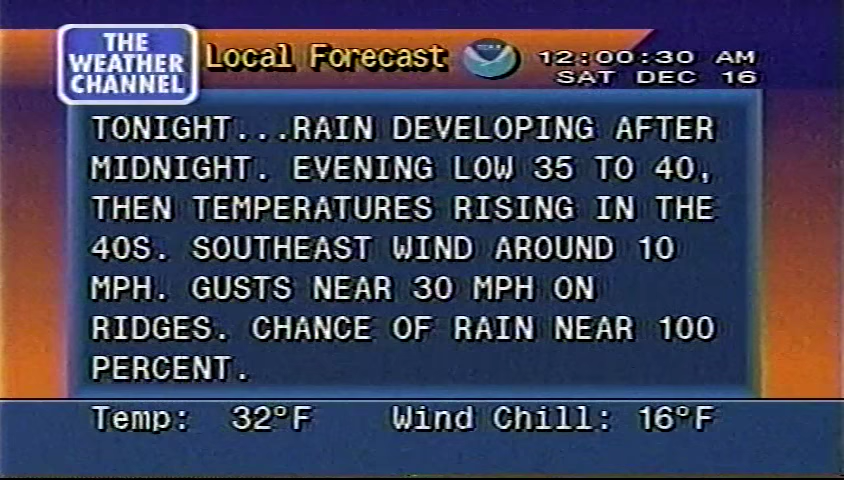 THE
WEATHER
CHANNEL
Local Forecast
12:00:30 AM
SAT DEC 16
TONIGHT...RAIN DEVELOPING AFTER
MIDNIGHT. EVENING LOW 35 TO 40,
THEN TEMPERATURES RISING IN THE
40S. SOUTHEAST WIND AROUND 10
MPH. GUSTS NEAR 30 MPH ON
RIDGES. CHANCE OF RAIN NEAR 100
PERCENT.
Temp: 32°F Wind Chill: 16°F